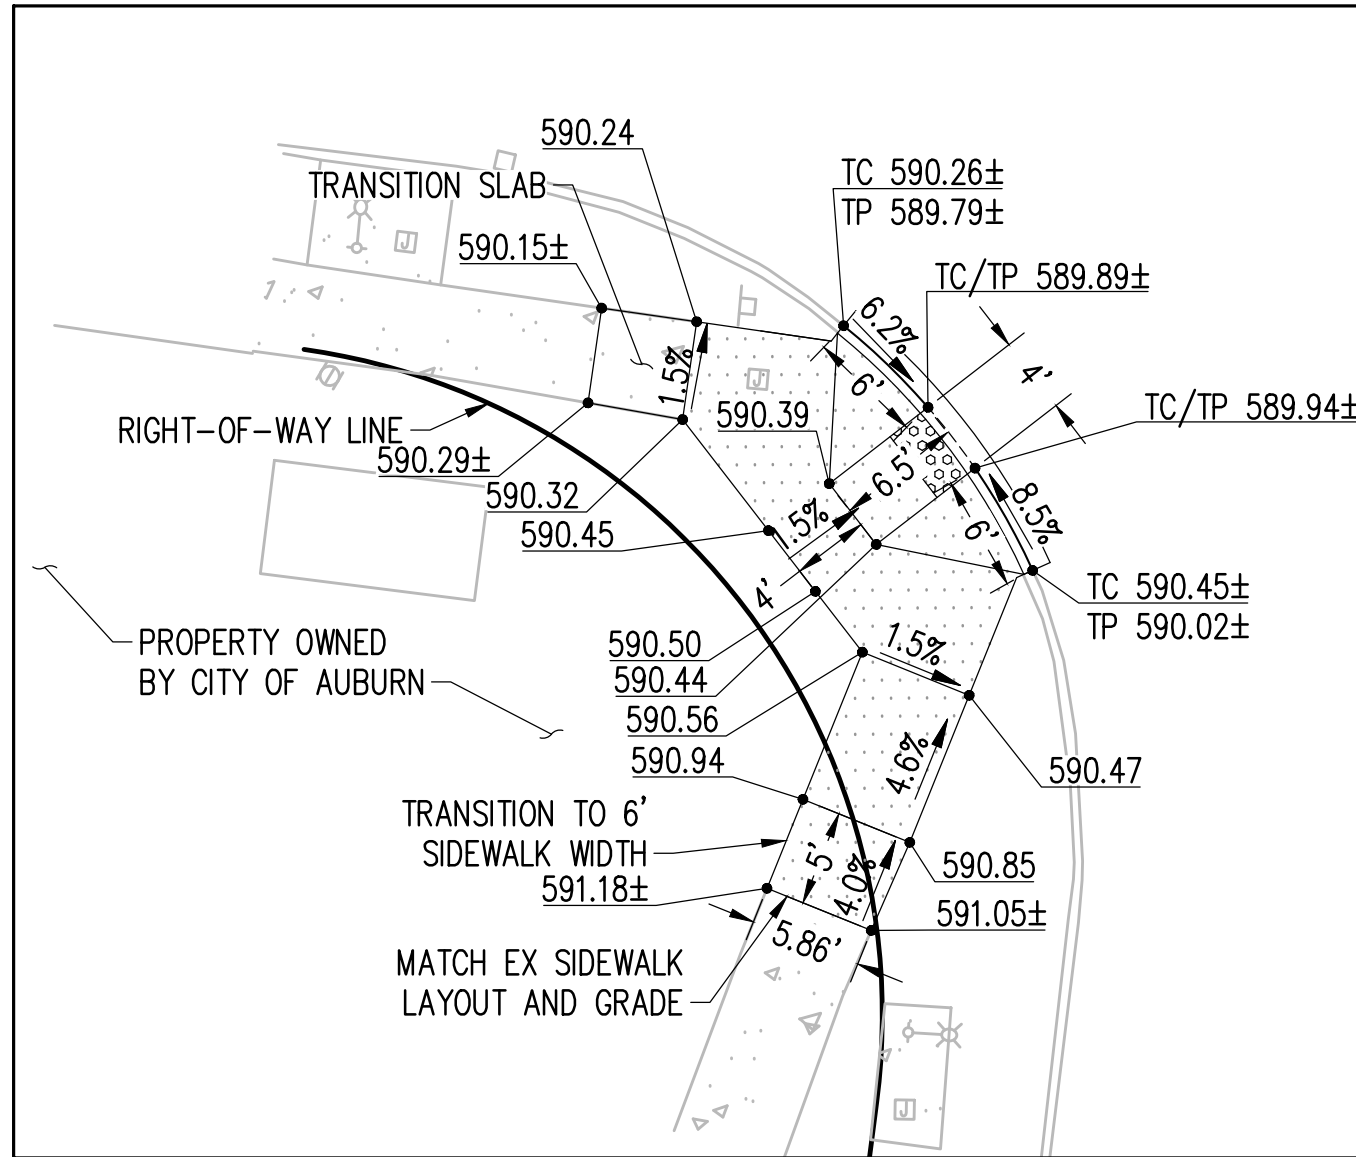 590.24
TRANSITION SLAB
TC 590.26±
TP 589.79±
590.15±
TC/TP 589.89±
6.2%
4'
1.5%
J
J
6'
590.39
TC/TP 589.94±
RIGHT-OF-WAY LINE
590.29±
6.5'
590.32
8.5%
590.45
1.5%
6'
4'
TC 590.45±
TP 590.02±
PROPERTY OWNED
BY CITY OF AUBURN
590.50
1.5%
590.44
590.56
590.94
4.6%
590.47
TRANSITION TO 6'
SIDEWALK WIDTH
5'
4.0%
590.85
591.18±
591.05±
5.86'
MATCH EX SIDEWALK
LAYOUT AND GRADE
J